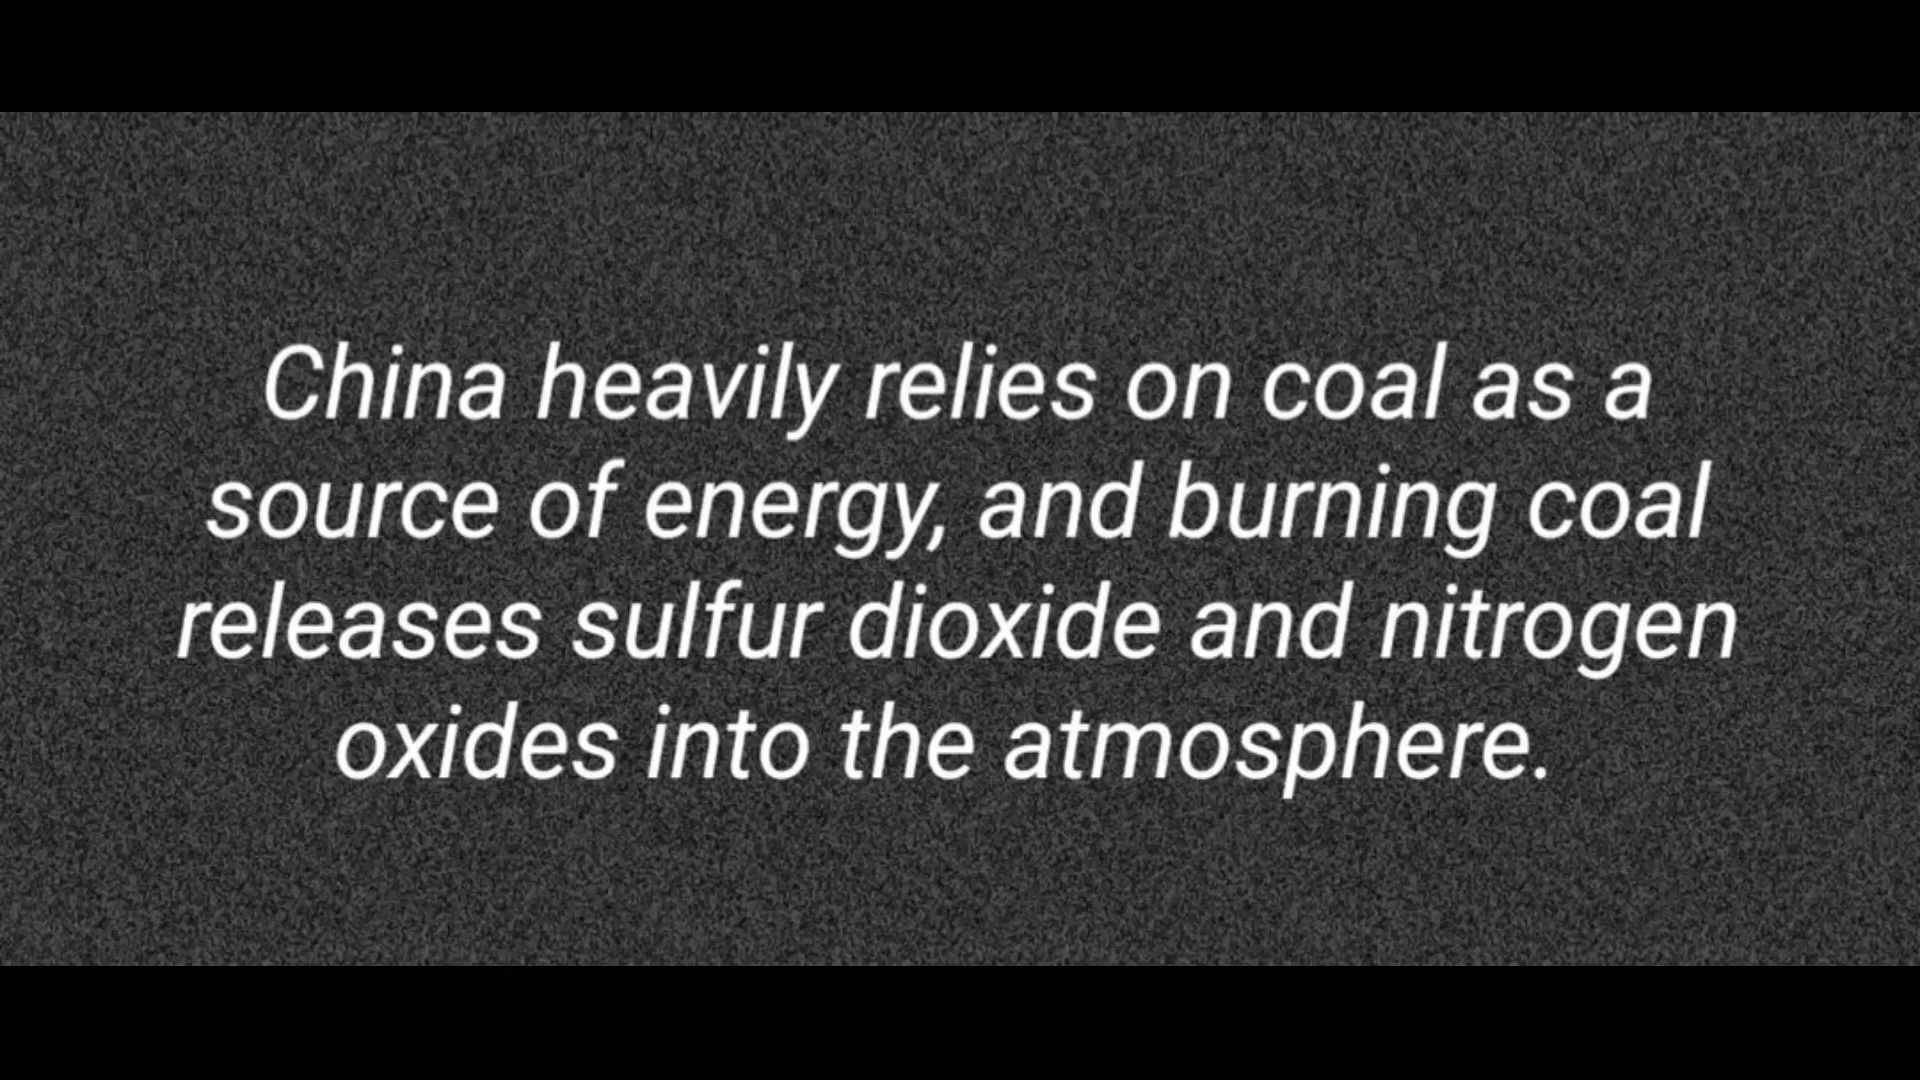 China heavily relies on coal as a
source of energy, and burning coal
releases sulfur dioxide and nitrogen
oxides into the atmosphere.